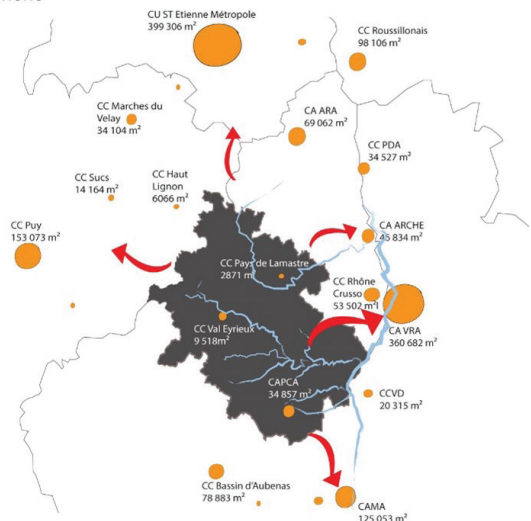 CU ST Etienne Métropole
399 306 m²
CC Roussillonais
98 106 m²
CC Marches du
Velay
34 104 m²
CA ARA
69 062 m²
CC PDA
34 527 m²
CC Sucs
14 164 m²
CC Haut
Lignon
6066 m²
CC Puy
153 073 m²
CA ARCHE
45 834 m²
CC Pays de Lamastre
2871 m²
CC Rhône
Crusso
53 502 m²
CC Val Eyrieux
9 518m²
CA VRA
360 682 m²
CAPCA
34 857 m²
CCVD
20 315 m²
CC Bassin d'Aubenas
78 883 m²
CAMA
125 053 m²